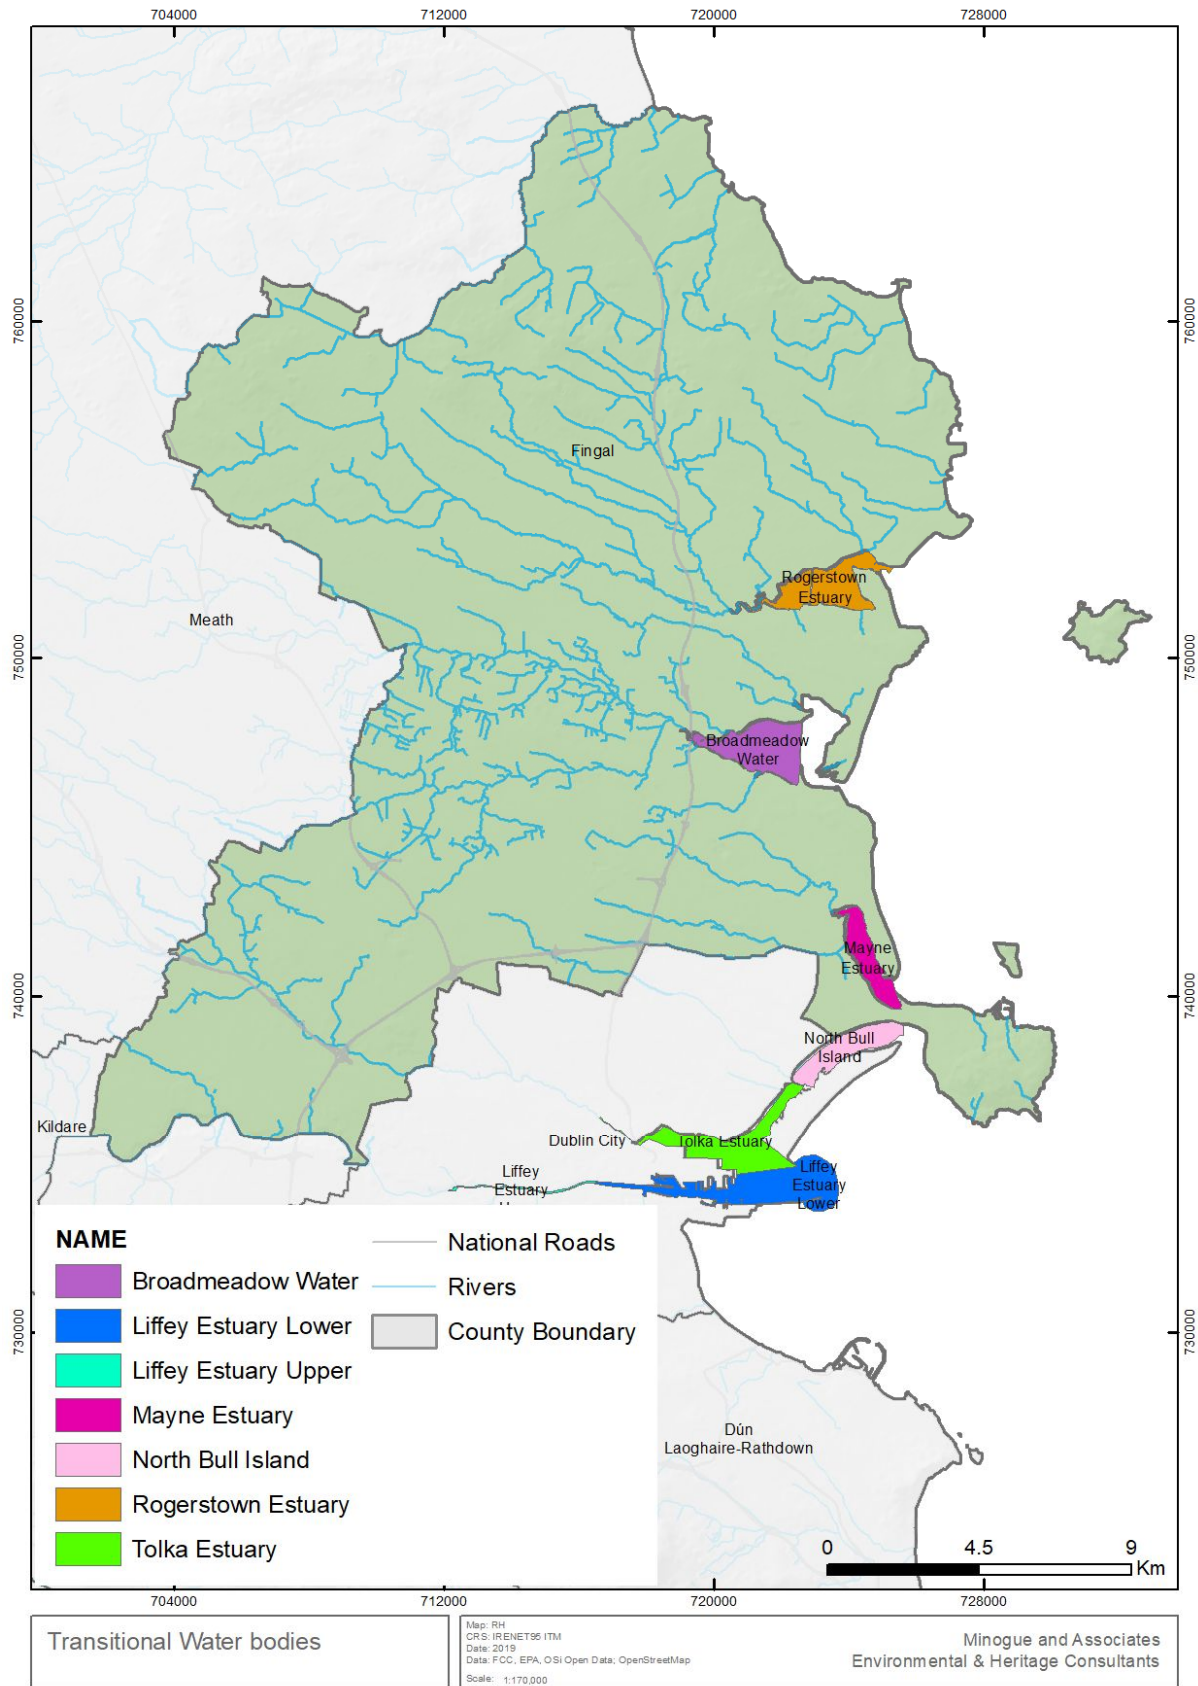 704000
712000
720000
728000
760000
760000
Fingal
Rogerstown
Estuary
Meath
750000
750000
Broadmeadow
Water
Mayne
Estuary
740000
740000
North Bull
Island
Kildare
Dublin City
Tolka Estuary
Liffey
Estuary
Liffey
Estuary
Lower
NAME
Broadmeadow Water
Liffey Estuary Lower
Liffey Estuary Upper
Mayne Estuary
North Bull Island
Rogerstown Estuary
Tolka Estuary
National Roads
Rivers
County Boundary
730000
730000
Dún
Laoghaire-Rathdown
0 4.5 9
Km
704000
712000
720000
728000
Transitional Water bodies
Map: RH
CRS: IRENET95 ITM
Date: 2019
Data: FCC, EPA, OSi Open Data; OpenStreetMap
Scale: 1:170,000
Minogue and Associates
Environmental & Heritage Consultants